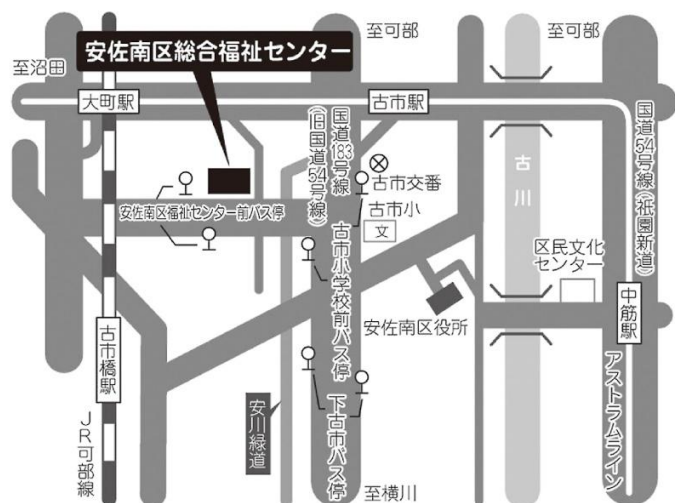 安佐南区総合福祉センター
至沼田
至可部
至可部
大町駅
古市駅
国道183号線
(旧国道54号線)
国道54号線(祇園新道)
古川
古市交番
古市小
文
安佐南区福祉センター前バス停
古市小学校前バス停
区民文化
センター
安佐南区役所
中筋駅
古市橋駅
アストラムライン
安川緑道
下古市バス停
JR可部線
至横川